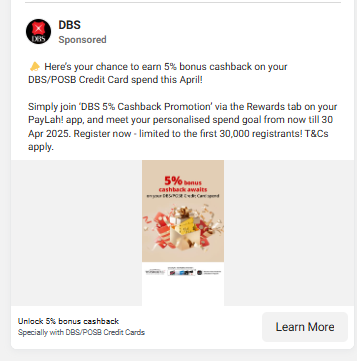 DBS
Sponsored
DBS
Here's your chance to earn 5% bonus cashback on your
DBS/POSB Credit Card spend this April!
Simply join 'DBS 5% Cashback Promotion' via the Rewards tab on your
PayLah! app, and meet your personalised spend goal from now till 30
Apr 2025. Register now - limited to the first 30,000 registrants! T&Cs
apply.
5% bonus
cashback awaits
on your DBS/POSB Credit Card spend
Unlock 5% bonus cashback
Specially with DBS/POSB Credit Cards
Learn More